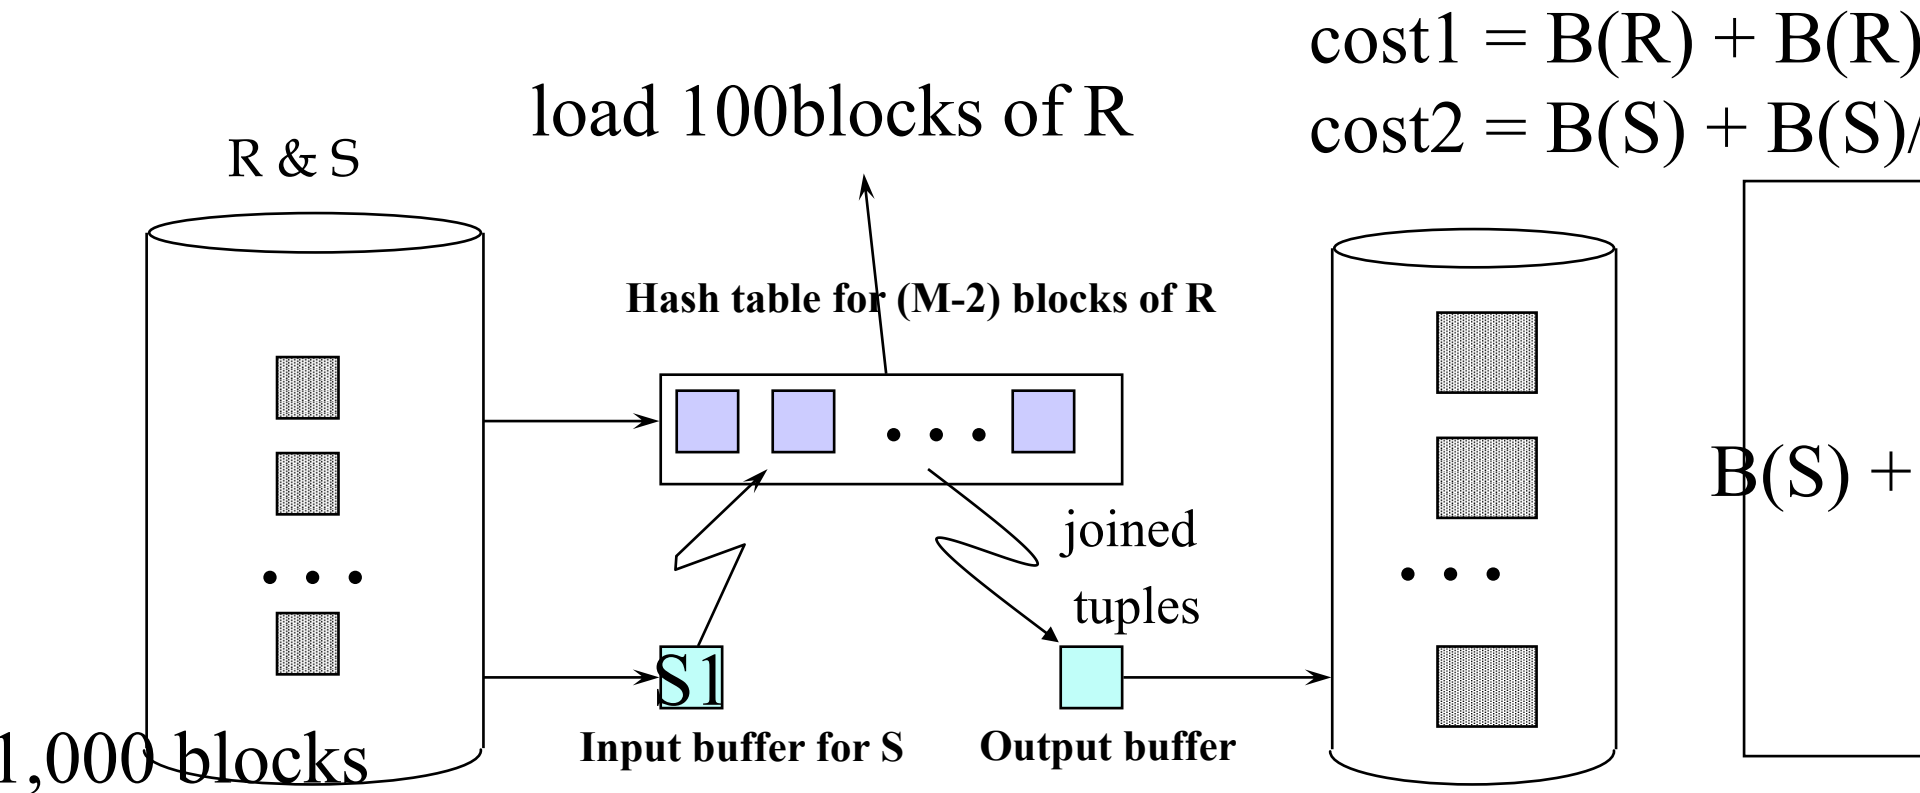 cost1 = B(R) + B(R)
cost2 = B(S) + B(S)/
load 100blocks of R
R & S
Hash table for (M-2) blocks of R
B(S) +
joined
tuples
S1
1,000 blocks
Input buffer for S
Output buffer